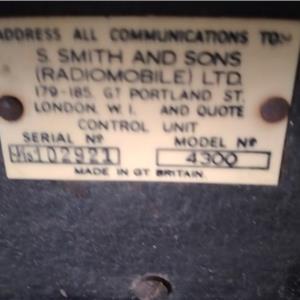 ADDRESS ALL COMMUNICATIONS TO:-
S. SMITH AND SONS
(RADIOMOBILE) LTD.
179-185, GT PORTLAND ST.
LONDON, W.1. AND QUOTE
CONTROL UNIT
SERIAL Nº MODEL Nº
102921 4300
MADE IN GT BRITAIN.